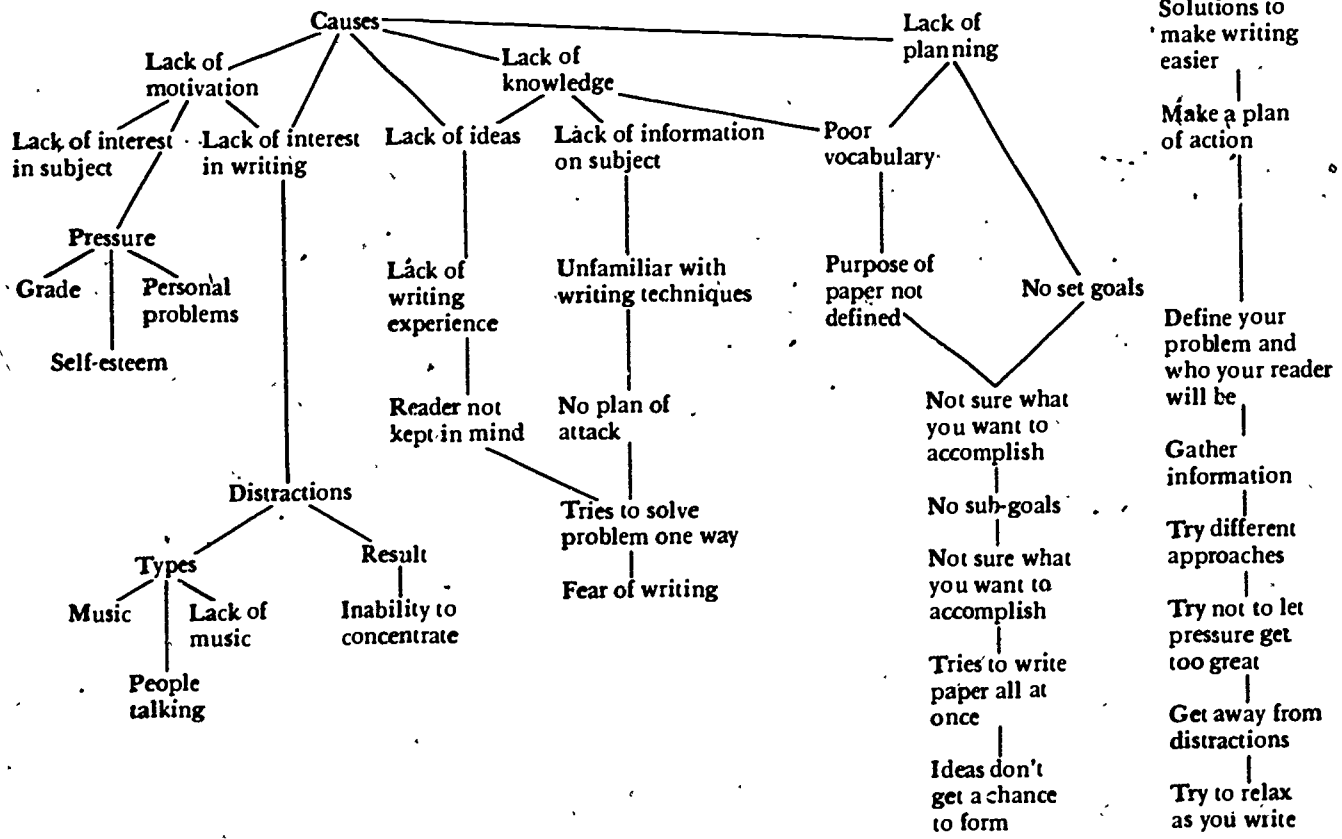 Causes
Lack of
motivation
Lack of interest
in subject
Lack of interest
in writing
Pressure
Grade
Personal
problems
Self-esteem
Distractions
Types
Music
Lack of
music
People
talking
Result
Inability to
concentrate
Lack of
knowledge
Lack of ideas
Lack of
writing
experience
Reader not
kept in mind
Lack of information
on subject
Unfamiliar with
writing techniques
No plan of
attack
Tries to solve
problem one way
Fear of writing
Lack of
planning
Poor
vocabulary
Purpose of
paper not
defined
No set goals
Not sure what
you want to
accomplish
No sub-goals
Not sure what
you want to
accomplish
Tries to write
paper all at
once
Ideas don't
get a chance
to form
Solutions to
make writing
easier
Make a plan
of action
Define your
problem and
who your reader
will be
Gather
information
Try different
approaches
Try not to let
pressure get
too great
Get away from
distractions
Try to relax
as you write